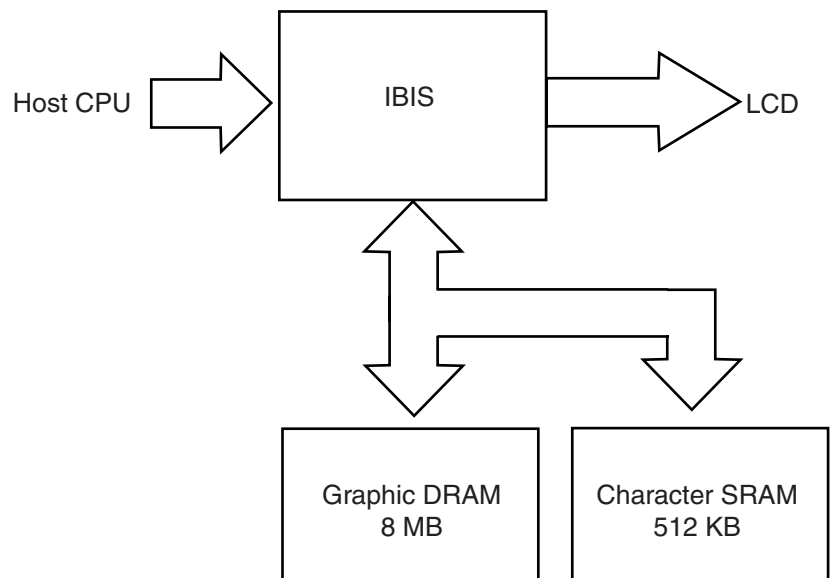 Host CPU
IBIS
LCD
Graphic DRAM
8 MB
Character SRAM
512 KB